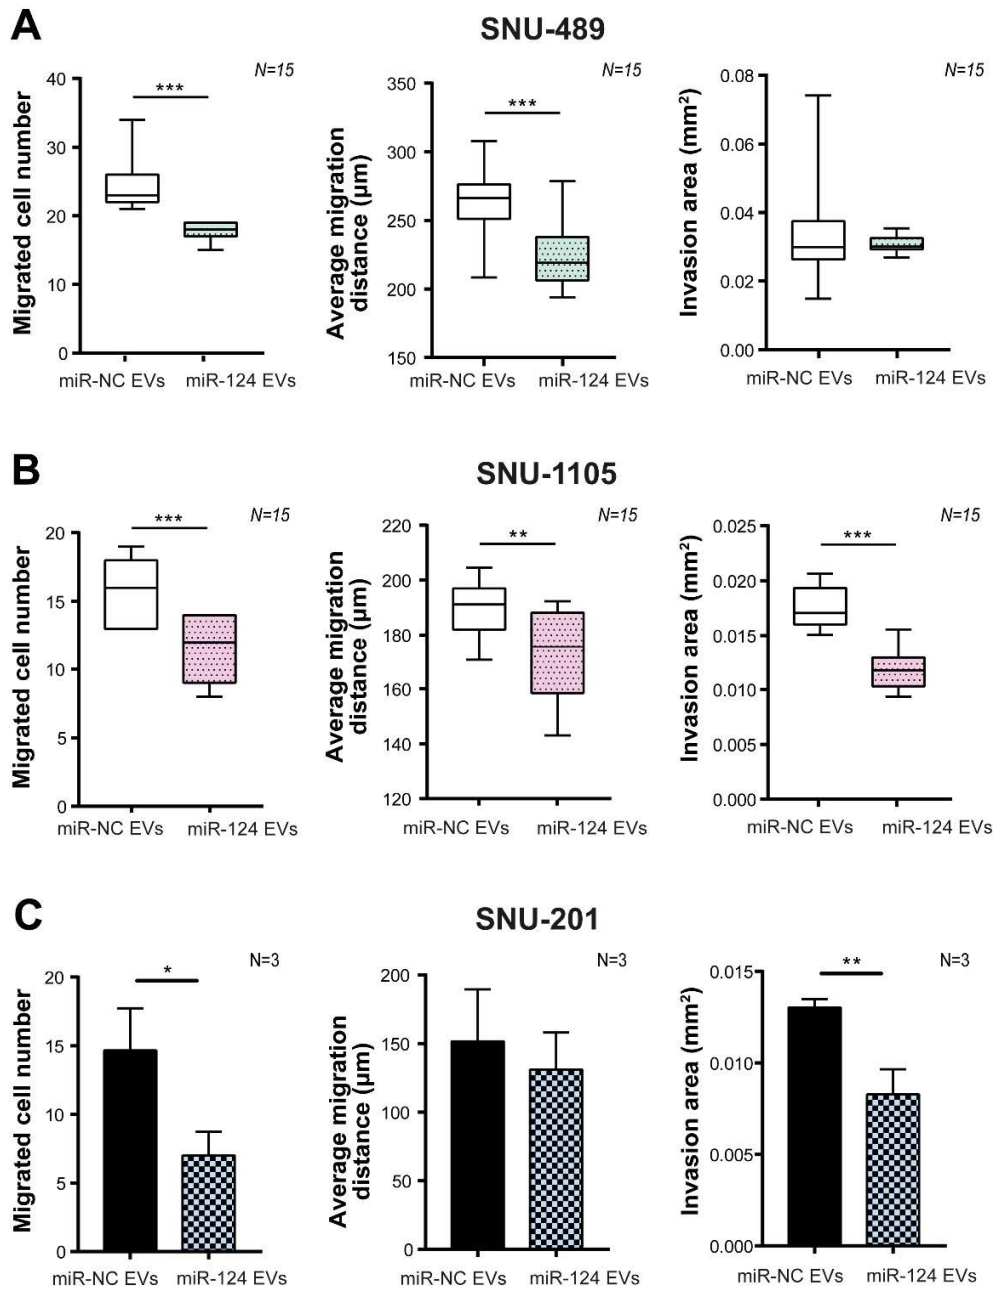 A
SNU-489
Migrated cell number
40
30
20
10
0
***
N=15
miR-NC EVs
miR-124 EVs
Average migration
distance (µm)
350
300
250
200
150
***
N=15
miR-NC EVs
miR-124 EVs
Invasion area (mm²)
0.08
0.06
0.04
0.02
0.00
N=15
miR-NC EVs
miR-124 EVs
B
SNU-1105
Migrated cell number
20
15
10
5
0
***
N=15
miR-NC EVs
miR-124 EVs
Average migration
distance (µm)
220
200
180
160
140
120
**
N=15
miR-NC EVs
miR-124 EVs
Invasion area (mm²)
0.025
0.020
0.015
0.010
0.005
0.000
***
N=15
miR-NC EVs
miR-124 EVs
C
SNU-201
Migrated cell number
20
15
10
5
0
*
N=3
miR-NC EVs
miR-124 EVs
Average migration
distance (µm)
200
150
100
50
0
N=3
miR-NC EVs
miR-124 EVs
Invasion area (mm²)
0.015
0.010
0.005
0.000
**
N=3
miR-NC EVs
miR-124 EVs